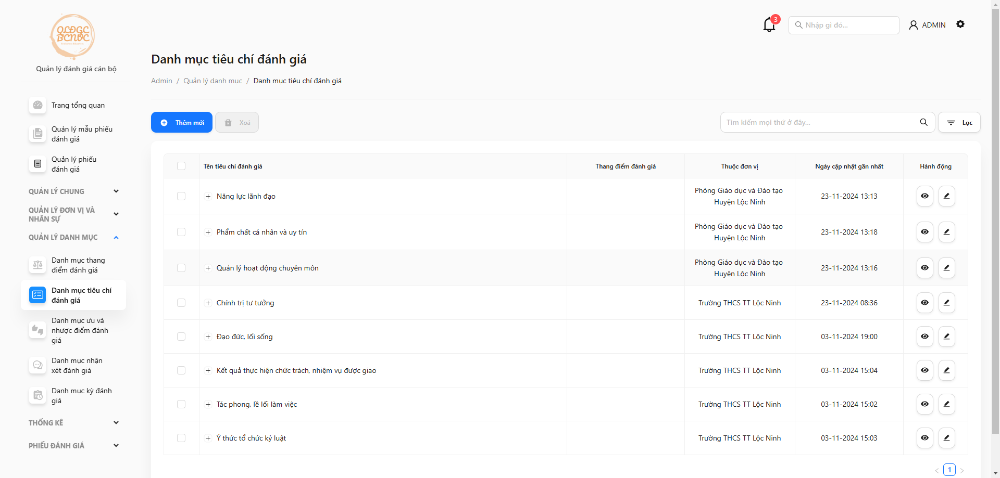 QLĐGC
BCNVC
Quản lý đánh giá cán bộ
Trang tổng quan
Quản lý mẫu phiếu
đánh giá
Quản lý phiếu
đánh giá
QUẢN LÝ CHUNG
QUẢN LÝ ĐƠN VỊ VÀ
NHÂN SỰ
QUẢN LÝ DANH MỤC
Danh mục thang
điểm đánh giá
Danh mục tiêu chí
đánh giá
Danh mục ưu và
nhược điểm đánh
giá
Danh mục nhận
xét đánh giá
Danh mục kỳ đánh
giá
THỐNG KÊ
PHIẾU ĐÁNH GIÁ
3
Nhập gì đó...
ADMIN
Danh mục tiêu chí đánh giá
Admin / Quản lý danh mục / Danh mục tiêu chí đánh giá
Thêm mới
Xoá
Tìm kiếm mọi thứ ở đây...
Lọc
Tên tiêu chí đánh giá Thang điểm đánh giá Thuộc đơn vị Ngày cập nhật gần nhất Hành động
Năng lực lãnh đạo Phòng Giáo dục và Đào tạo
Huyện Lộc Ninh 23-11-2024 13:13
Phẩm chất cá nhân và uy tín Phòng Giáo dục và Đào tạo
Huyện Lộc Ninh 23-11-2024 13:18
Quản lý hoạt động chuyên môn Phòng Giáo dục và Đào tạo
Huyện Lộc Ninh 23-11-2024 13:16
Chính trị tư tưởng Trường THCS TT Lộc Ninh 23-11-2024 08:36
Đạo đức, lối sống Trường THCS TT Lộc Ninh 03-11-2024 19:00
Kết quả thực hiện chức trách, nhiệm vụ được giao Trường THCS TT Lộc Ninh 03-11-2024 15:04
Tác phong, lề lối làm việc Trường THCS TT Lộc Ninh 03-11-2024 15:02
Ý thức tổ chức kỷ luật Trường THCS TT Lộc Ninh 03-11-2024 15:03
< 1 >